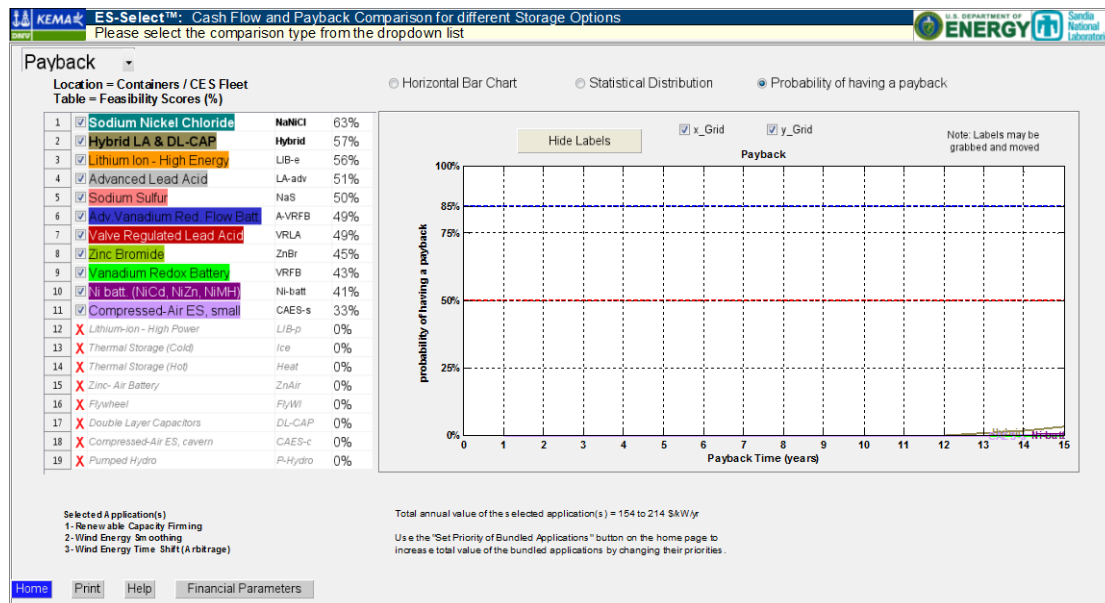 KEMA
DNV
ES-Select™: Cash Flow and Payback Comparison for different Storage Options
Please select the comparison type from the dropdown list
U.S. DEPARTMENT OF
ENERGY
Sandia
National
Laboratori
Payback
Location = Containers / CES Fleet
Table = Feasibility Scores (%)
Horizontal Bar Chart
Statistical Distribution
Probability of having a payback
1 Sodium Nickel Chloride NaNiCl 63%
2 Hybrid LA & DL-CAP Hybrid 57%
3 Lithium Ion - High Energy LIB-e 56%
4 Advanced Lead Acid LA-adv 51%
5 Sodium Sulfur NaS 50%
6 Adv.Vanadium Red. Flow Batt A-VRFB 49%
7 Valve Regulated Lead Acid VRLA 49%
8 Zinc Bromide ZnBr 45%
9 Vanadium Redox Battery VRFB 43%
10 Ni batt. (NiCd, NiZn, NiMH) Ni-batt 41%
11 Compressed-Air ES, small CAES-s 33%
12 X Lithium-ion - High Power LIB-p 0%
13 X Thermal Storage (Cold) Ice 0%
14 X Thermal Storage (Hot) Heat 0%
15 X Zinc- Air Battery ZnAir 0%
16 X Flywheel FlyWl 0%
17 X Double Layer Capacitors DL-CAP 0%
18 X Compressed-Air ES, cavern CAES-c 0%
19 X Pumped Hydro P-Hydro 0%
Hide Labels
x_Grid
y_Grid
Note: Labels may be
grabbed and moved
Payback
100%
85%
75%
50%
25%
0%
probability of having a payback
Ni-batt
0 1 2 3 4 5 6 7 8 9 10 11 12 13 14 15
Payback Time (years)
Selected Application(s)
1- Renewable Capacity Firming
2- Wind Energy Smoothing
3- Wind Energy Time Shift (Arbitrage)
Total annual value of the selected application(s) = 154 to 214 $/kW/yr
Use the "Set Priority of Bundled Applications" button on the home page to
increase total value of the bundled applications by changing their priorities.
Home
Print
Help
Financial Parameters